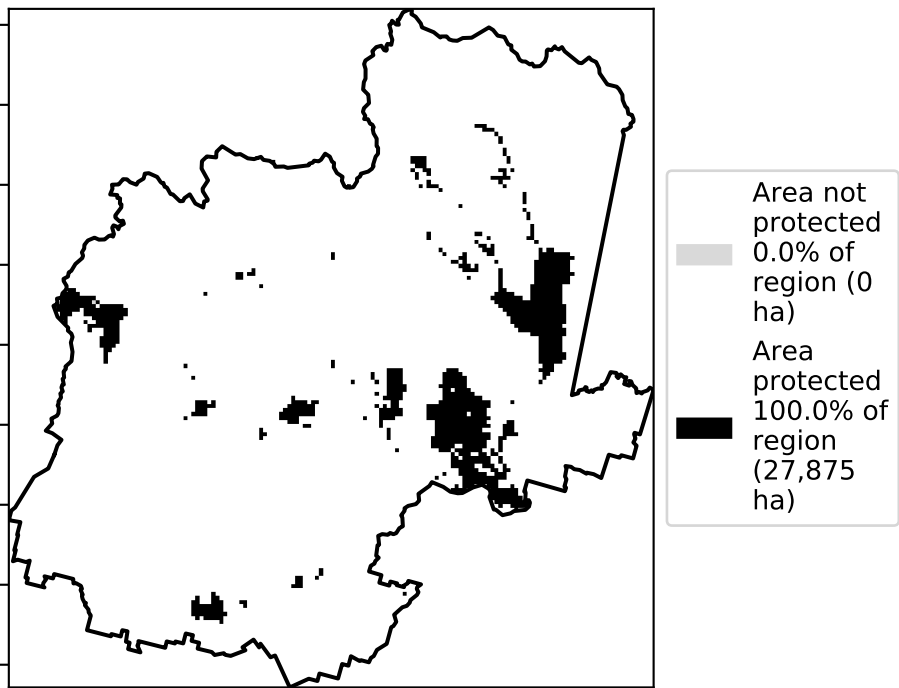 Area not
protected
0.0% of
region (0
ha)
Area
protected
100.0% of
region
(27,875
ha)